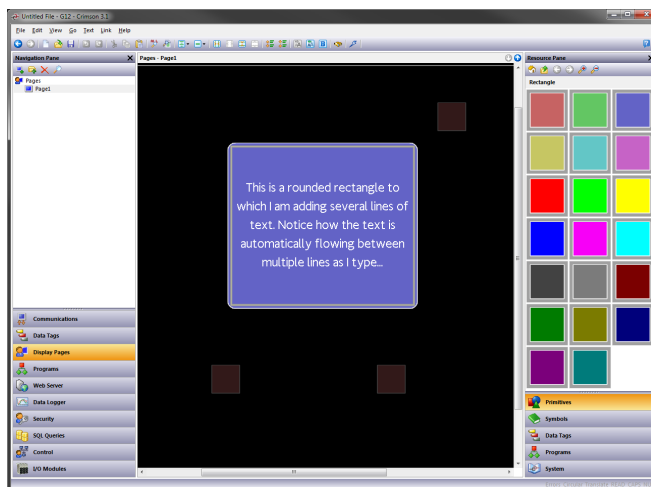 Untitled File - G12 - Crimson 3.1
File Edit View Go Text Link Help
Navigation Pane
Pages - Page1
Resource Pane
Pages
Page1
Rectangle
This is a rounded rectangle to
which I am adding several lines of
text. Notice how the text is
automatically flowing between
multiple lines as I type...
Communications
Data Tags
Display Pages
Programs
Web Server
Data Logger
Security
SQL Queries
Control
I/O Modules
Primitives
Symbols
Data Tags
Programs
System